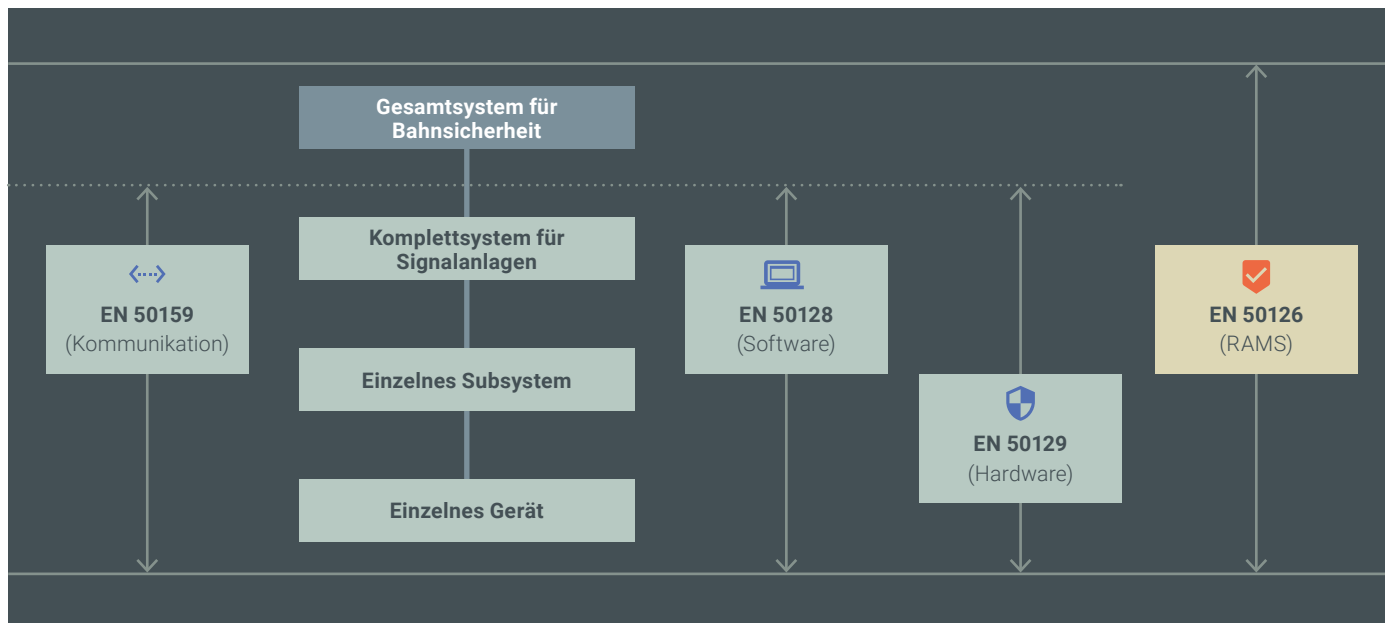 Gesamtsystem für
Bahnsicherheit
Komplettsystem für
Signalanlagen
Einzelnes Subsystem
Einzelnes Gerät
EN 50159
(Kommunikation)
EN 50128
(Software)
EN 50129
(Hardware)
EN 50126
(RAMS)